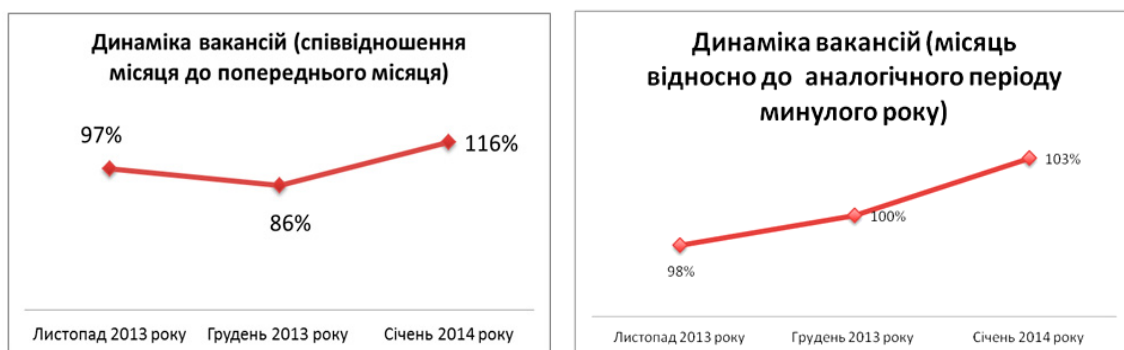 Динаміка вакансій (співвідношення
місяця до попереднього місяця)
97%
86%
116%
Листопад 2013 року Грудень 2013 року Січень 2014 року
Динаміка вакансій (місяць
відносно до аналогічного періоду
минулого року)
98%
100%
103%
Листопад 2013 року Грудень 2013 року Січень 2014 року